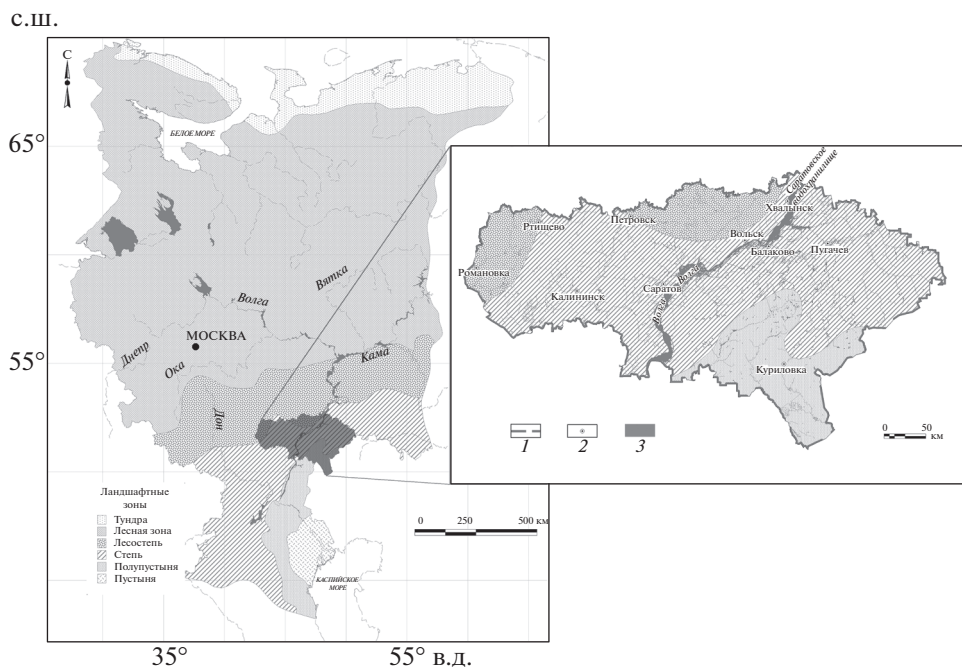 с.ш.
С
65°
55°
35°
55° в.д.
БЕЛОЕ МОРЕ
Волга
Вятка
МОСКВА
Днепр
Ока
Кама
Дон
КАСПИЙСКОЕ
МОРЕ
Ландшафтные
зоны
Тундра
Лесная зона
Лесостепь
Степь
Полупустыня
Пустыня
0 250 500 км
Саратовское
водохранилище
Хвалынск
Петровск
Ртищево
Вольск
Балаково
Пугачев
Романовка
Волга
Саратов
Калининск
Волга
Куриловка
1 2 3
0 50
км